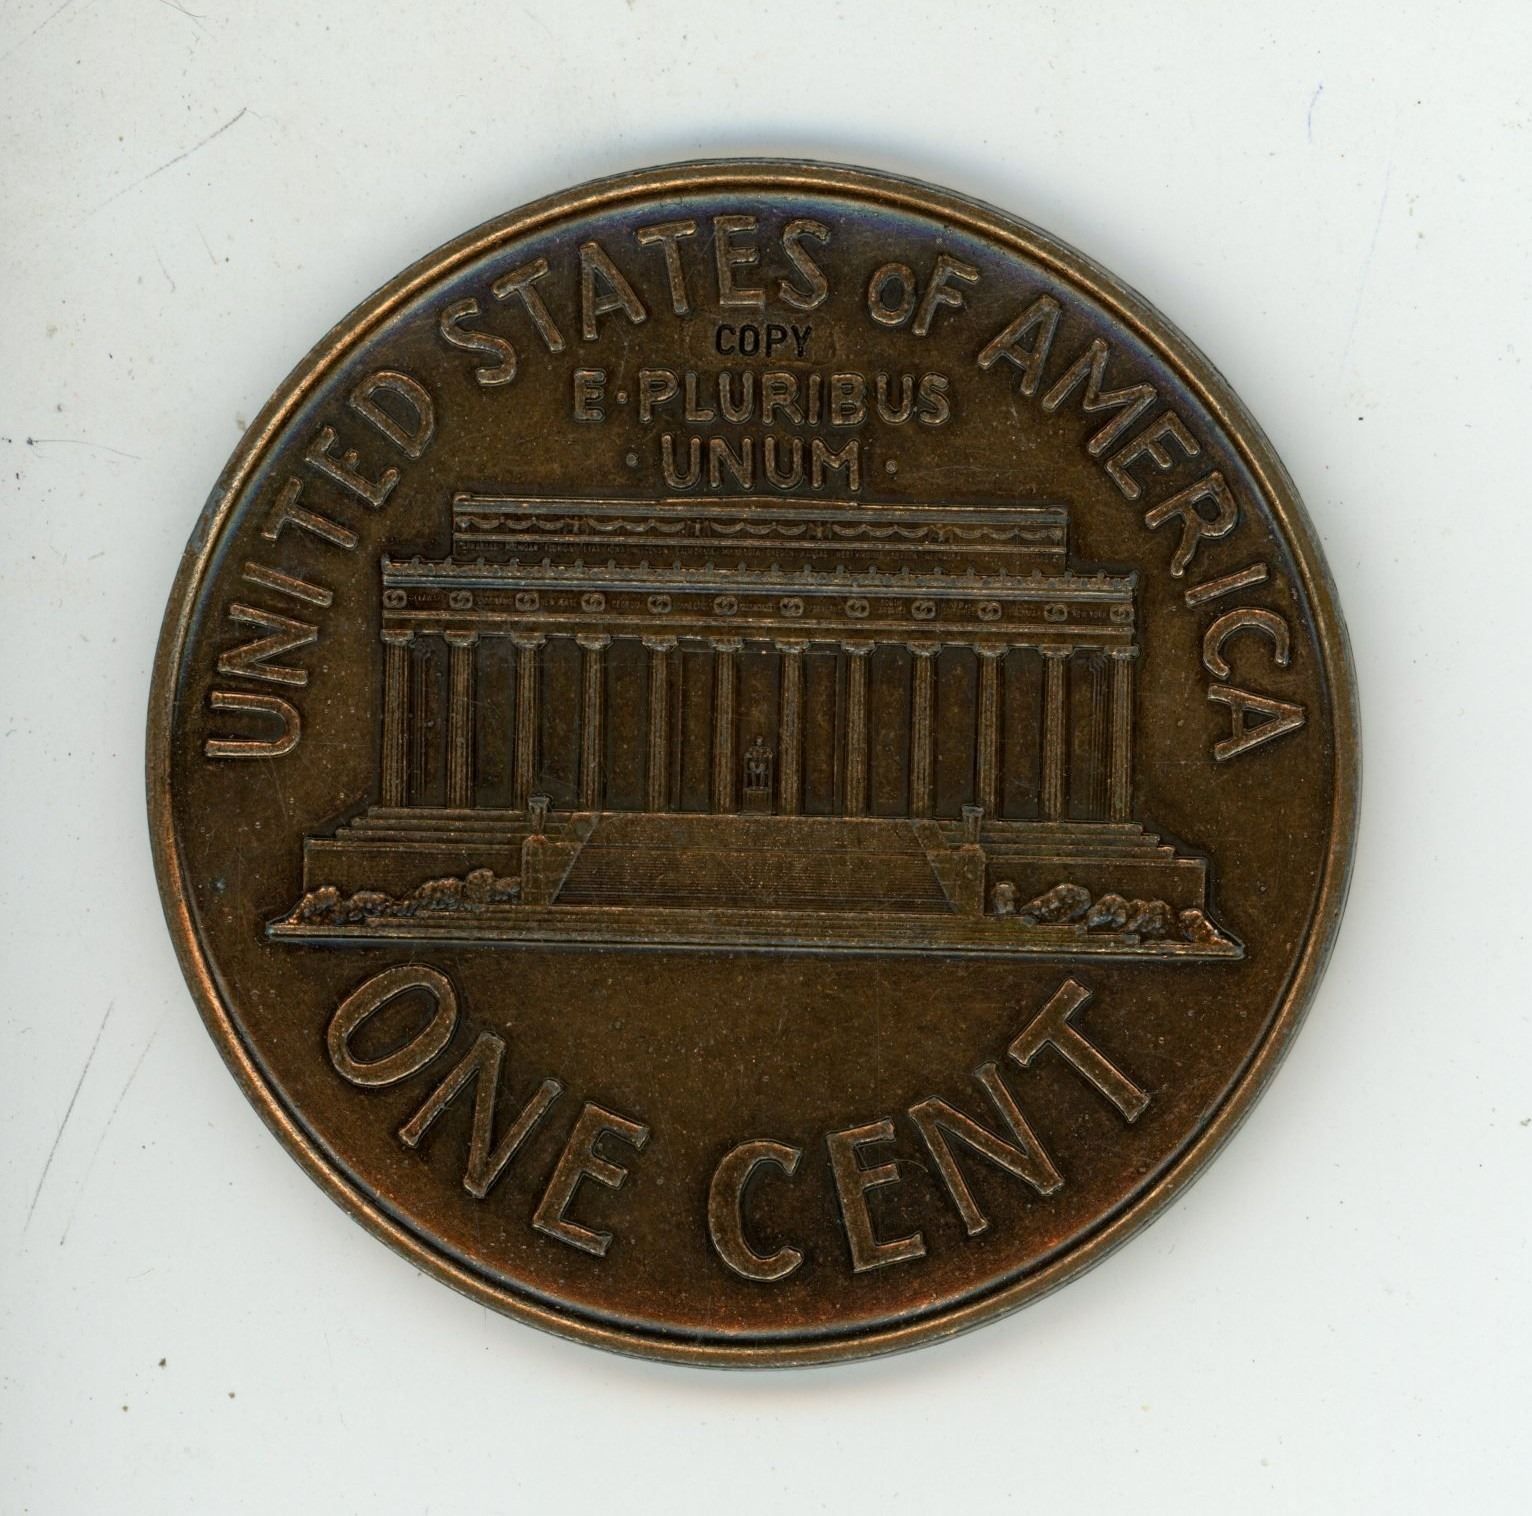 UNITED STATES OF AMERICA
COPY
E·PLURIBUS
·UNUM·
ONE CENT